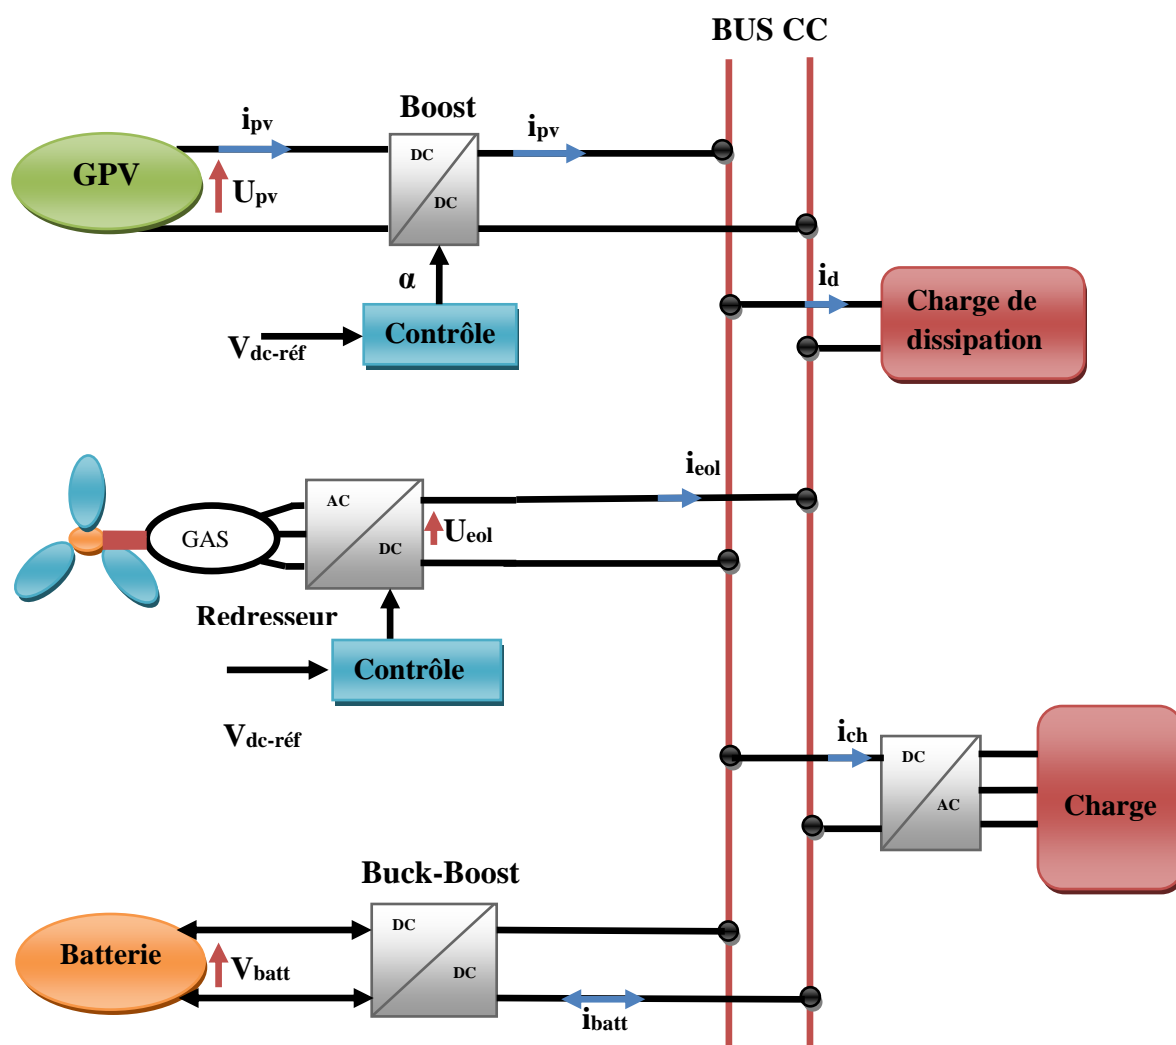 BUS CC
Boost
ipv
ipv
GPV
Upv
DC
DC
α
Contrôle
Vdc-réf
id
Charge de
dissipation
ieol
AC
DC
GAS
Ueol
Redresseur
Contrôle
Vdc-réf
ich
DC
AC
Charge
Buck-Boost
DC
DC
Batterie
Vbatt
ibatt